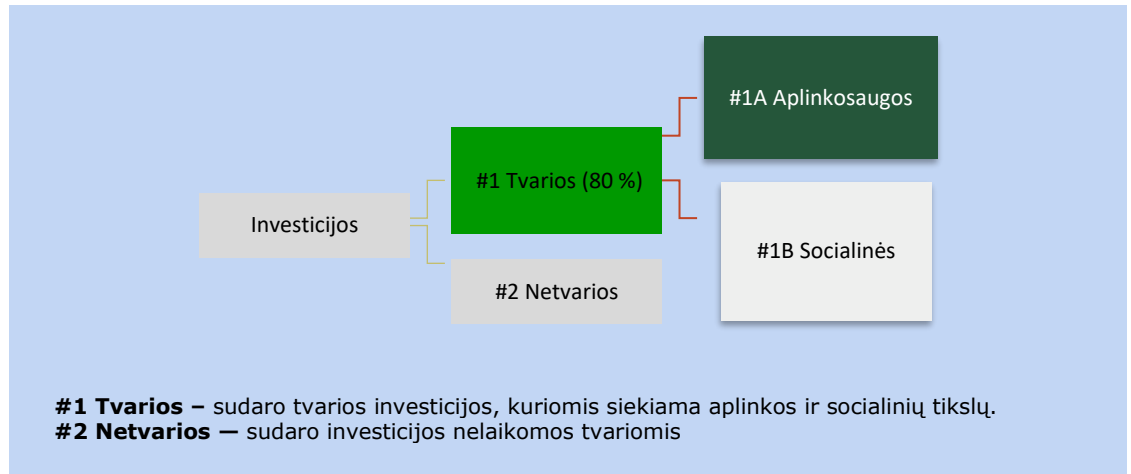 #1A Aplinkosaugos
#1 Tvarios (80 %)
Investicijos
#1B Socialinės
#2 Netvarios
#1 Tvarios – sudaro tvarios investicijos, kuriomis siekiama aplinkos ir socialinių tikslų.
#2 Netvarios — sudaro investicijos nelaikomos tvariomis